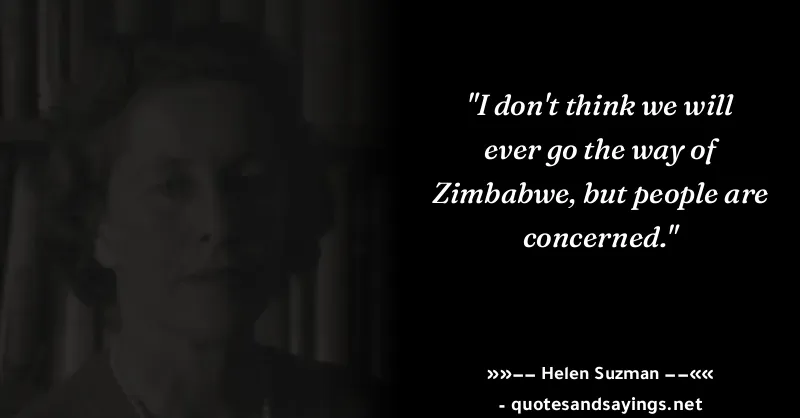 "I don't think we will
ever go the way of
Zimbabwe, but people are
concerned."
»»−− Helen Suzman −−««
- quotesandsayings.net